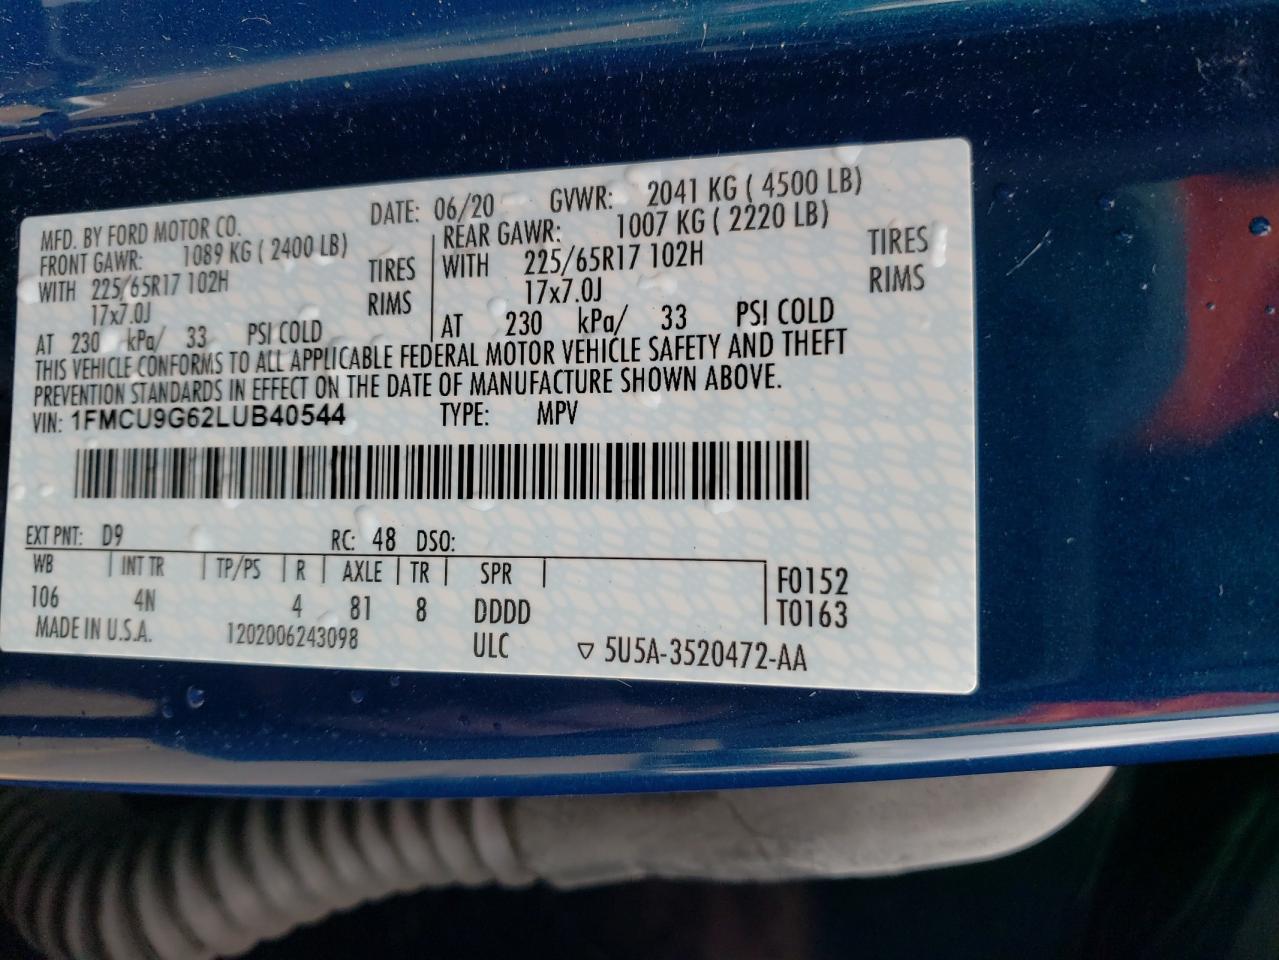 MFD. BY FORD MOTOR CO. DATE: 06/20 GVWR: 2041 KG ( 4500 LB)
FRONT GAWR: 1089 KG ( 2400 LB) REAR GAWR: 1007 KG ( 2220 LB)
WITH 225/65R17 102H TIRES WITH 225/65R17 102H TIRES
17x7.0J RIMS 17x7.0J RIMS
AT 230 kPa/ 33 PSI COLD AT 230 kPa/ 33 PSI COLD
THIS VEHICLE CONFORMS TO ALL APPLICABLE FEDERAL MOTOR VEHICLE SAFETY AND THEFT
PREVENTION STANDARDS IN EFFECT ON THE DATE OF MANUFACTURE SHOWN ABOVE.
VIN: 1FMCU9G62LUB40544 TYPE: MPV
EXT PNT: D9 RC: 48 DSO:
WB INT TR TP/PS R AXLE TR SPR F0152
106 4N 4 81 8 DDDD T0163
MADE IN U.S.A. 1202006243098 ULC ▽ 5U5A-3520472-AA